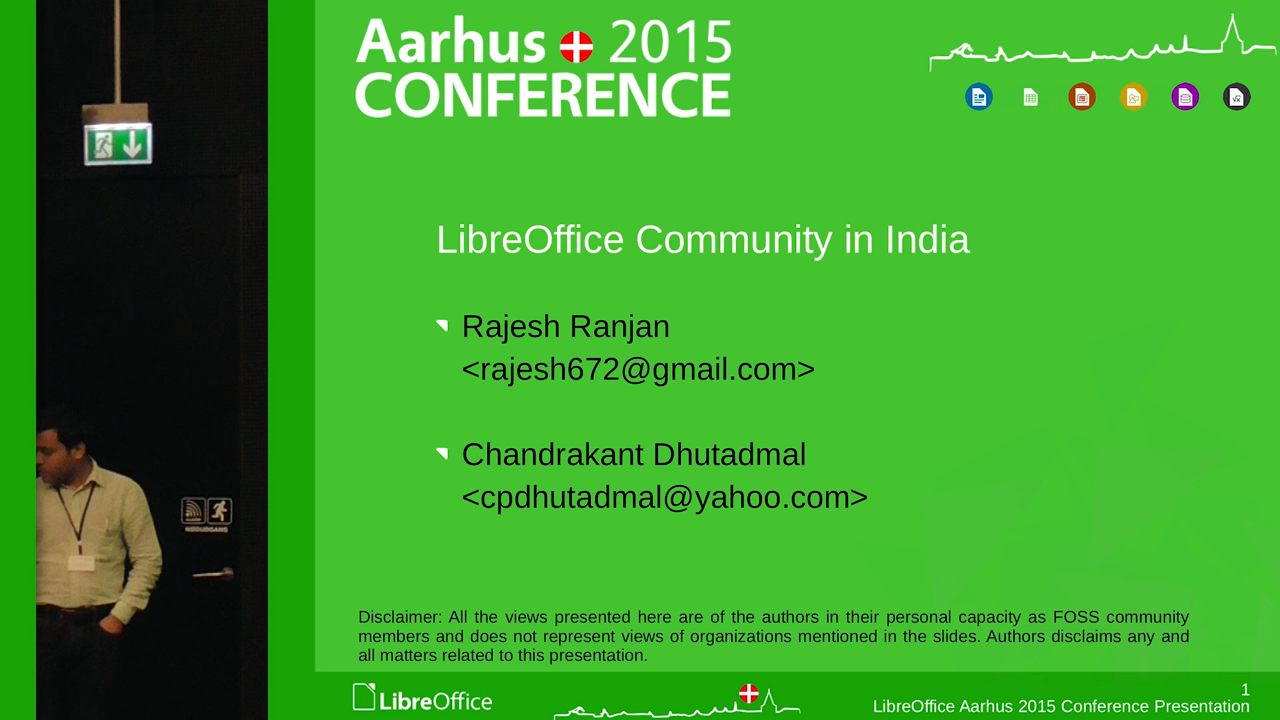 Aarhus 2015
CONFERENCE
LibreOffice Community in India
Rajesh Ranjan
<rajesh672@gmail.com>
Chandrakant Dhutadmal
<cpdhutadmal@yahoo.com>
Disclaimer: All the views presented here are of the authors in their personal capacity as FOSS community
members and does not represent views of organizations mentioned in the slides. Authors disclaims any and
all matters related to this presentation.
LibreOffice
1
LibreOffice Aarhus 2015 Conference Presentation